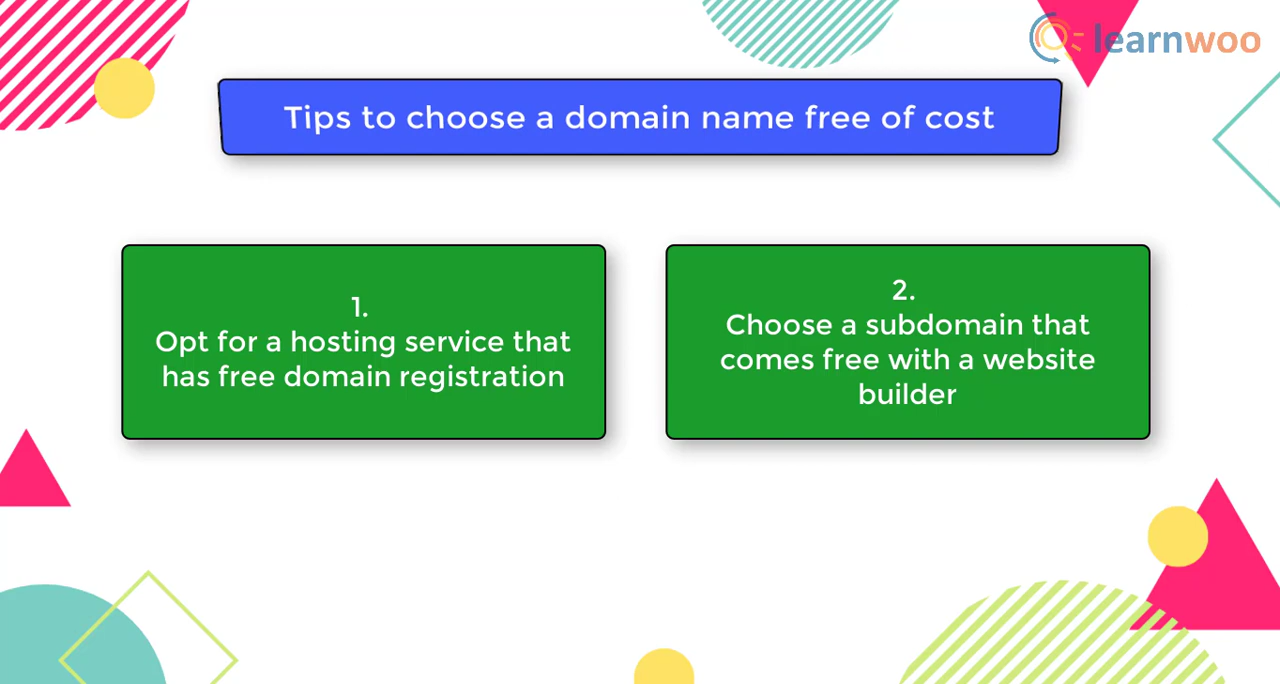 learnwoo
Tips to choose a domain name free of cost
1.
Opt for a hosting service that
has free domain registration
2.
Choose a subdomain that
comes free with a website
builder